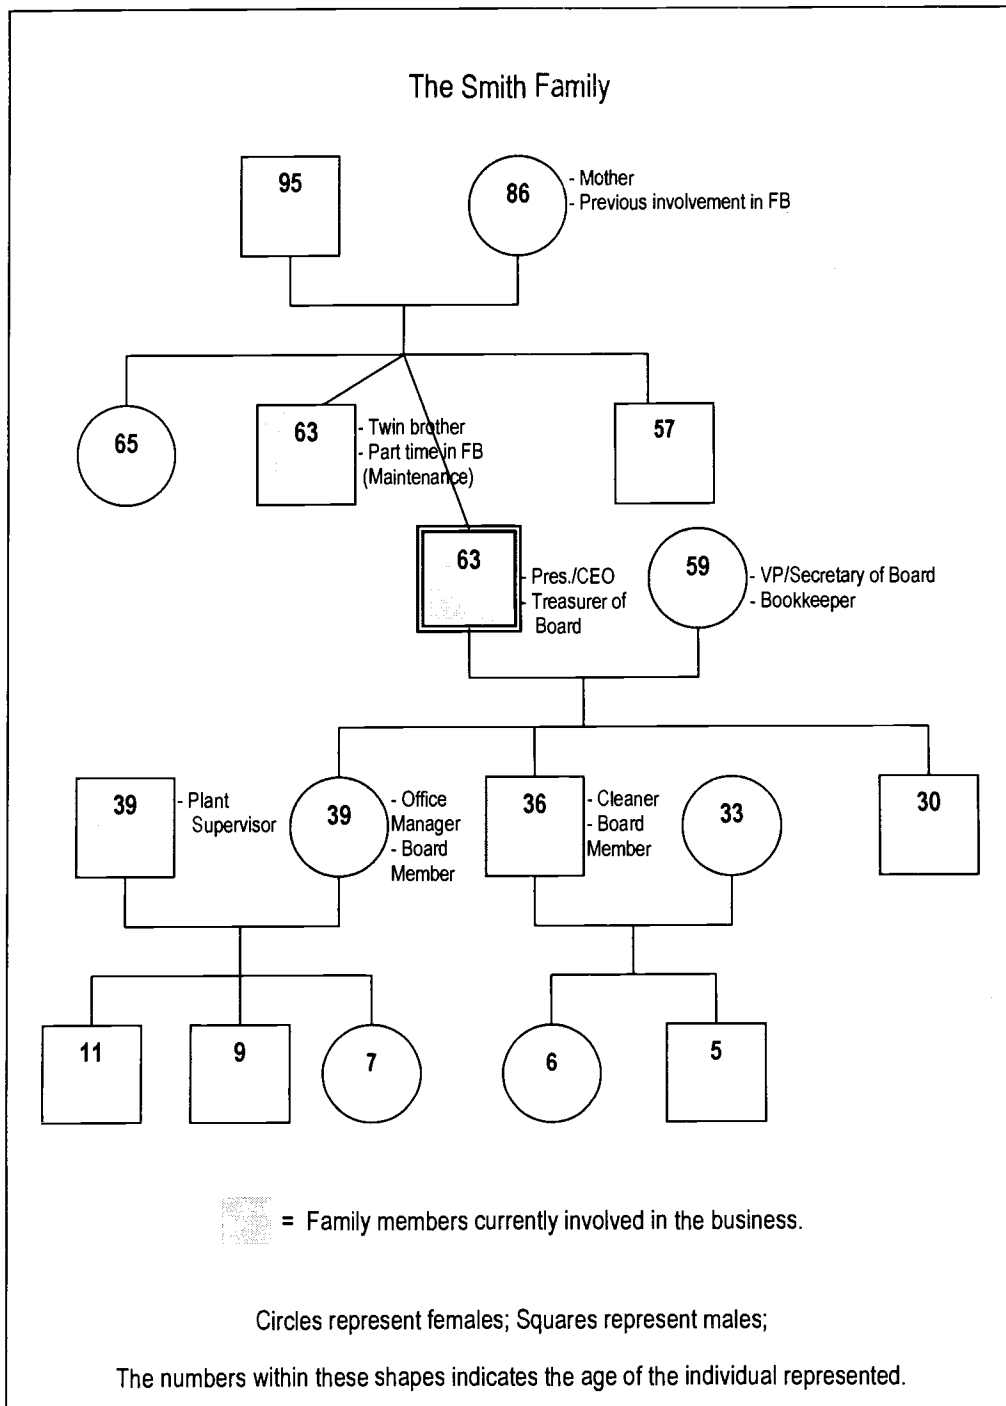 The Smith Family
95
86
- Mother
- Previous involvement in FB
65
63
- Twin brother
- Part time in FB
(Maintenance)
57
63
- Pres./CEO
- Treasurer of
Board
59
- VP/Secretary of Board
- Bookkeeper
39
- Plant
Supervisor
39
- Office
Manager
- Board
Member
36
- Cleaner
- Board
Member
33
30
11
9
7
6
5
= Family members currently involved in the business.
Circles represent females; Squares represent males;
The numbers within these shapes indicates the age of the individual represented.